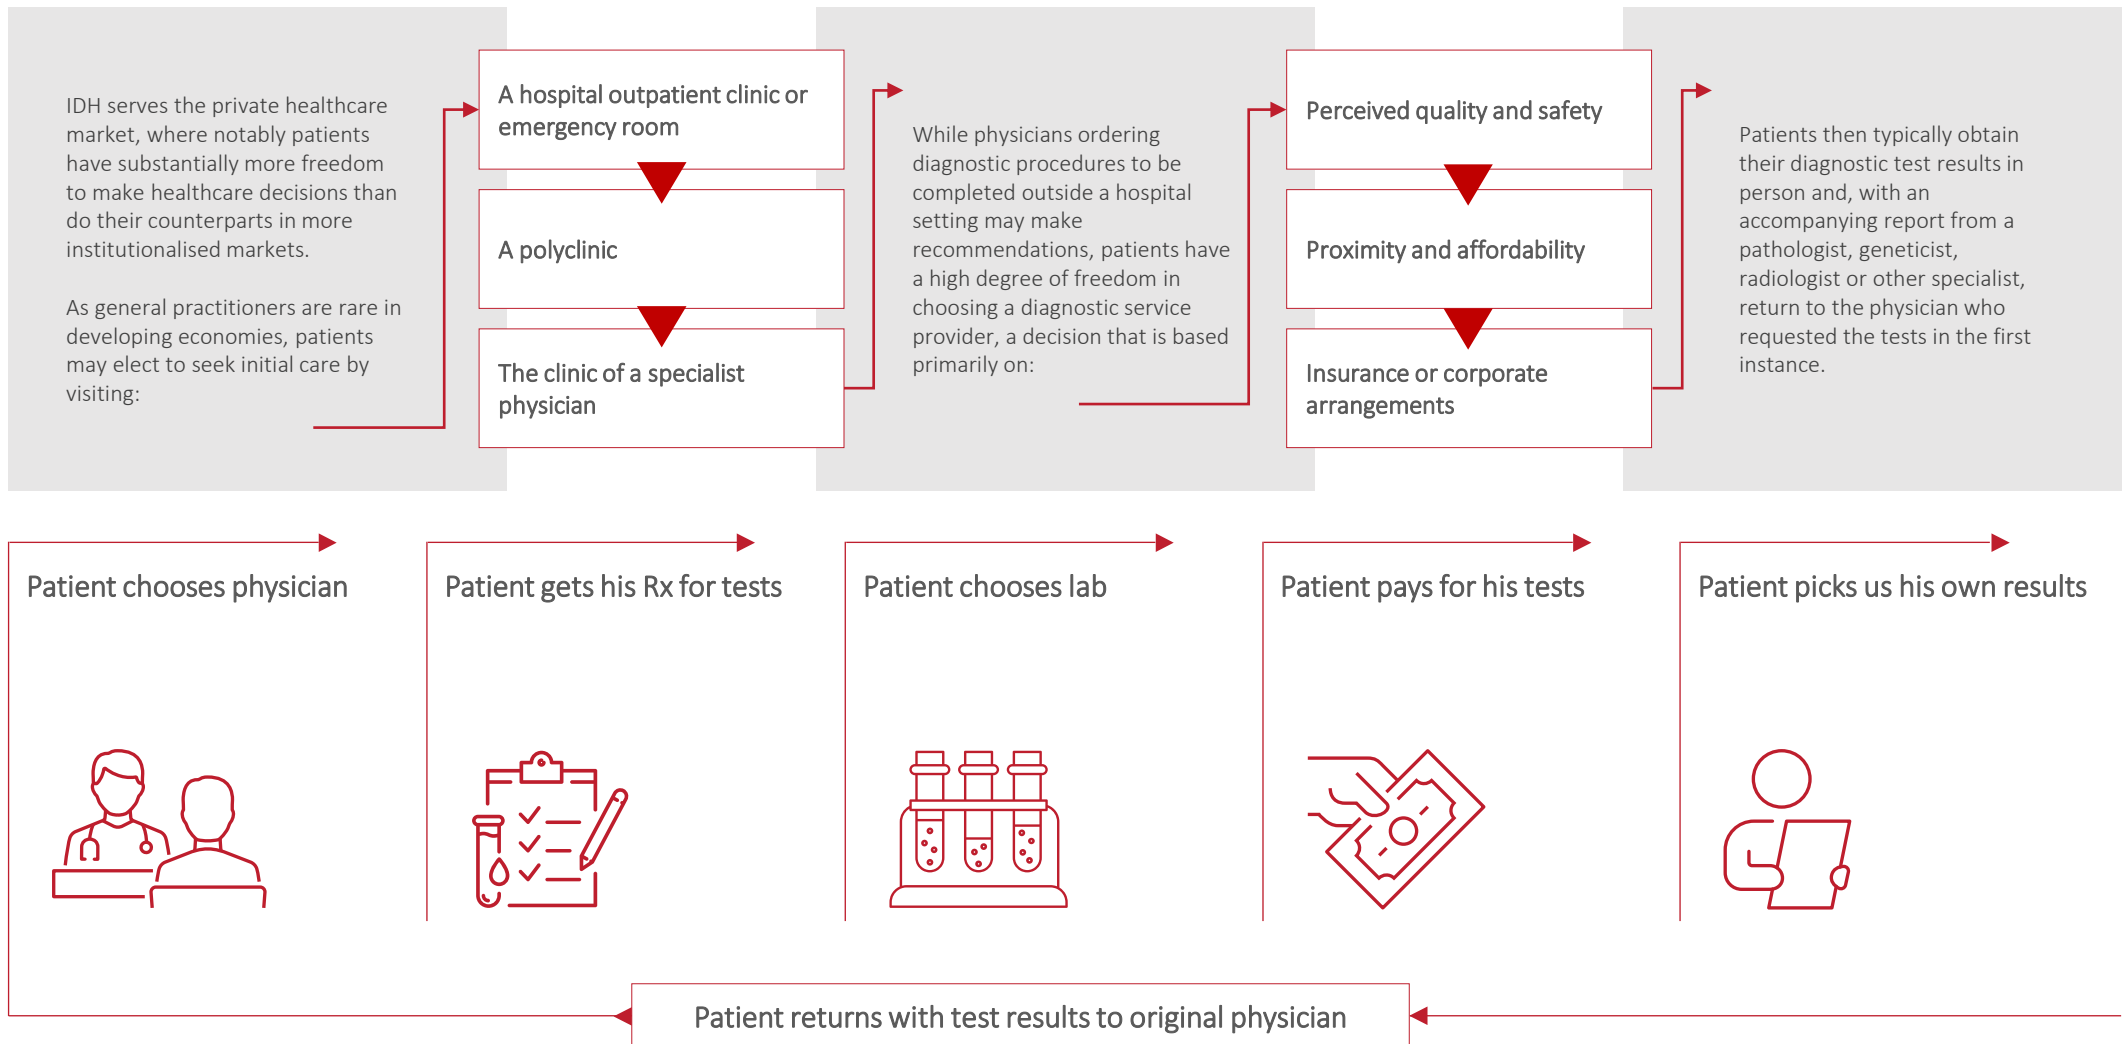 IDH serves the private healthcare
market, where notably patients
have substantially more freedom
to make healthcare decisions than
do their counterparts in more
institutionalised markets.
As general practitioners are rare in
developing economies, patients
may elect to seek initial care by
visiting:
A hospital outpatient clinic or
emergency room
A polyclinic
The clinic of a specialist
physician
While physicians ordering
diagnostic procedures to be
completed outside a hospital
setting may make
recommendations, patients have
a high degree of freedom in
choosing a diagnostic service
provider, a decision that is based
primarily on:
Perceived quality and safety
Proximity and affordability
Insurance or corporate
arrangements
Patients then typically obtain
their diagnostic test results in
person and, with an
accompanying report from a
pathologist, geneticist,
radiologist or other specialist,
return to the physician who
requested the tests in the first
instance.
Patient chooses physician
Patient gets his Rx for tests
Patient chooses lab
Patient pays for his tests
Patient picks us his own results
Patient returns with test results to original physician